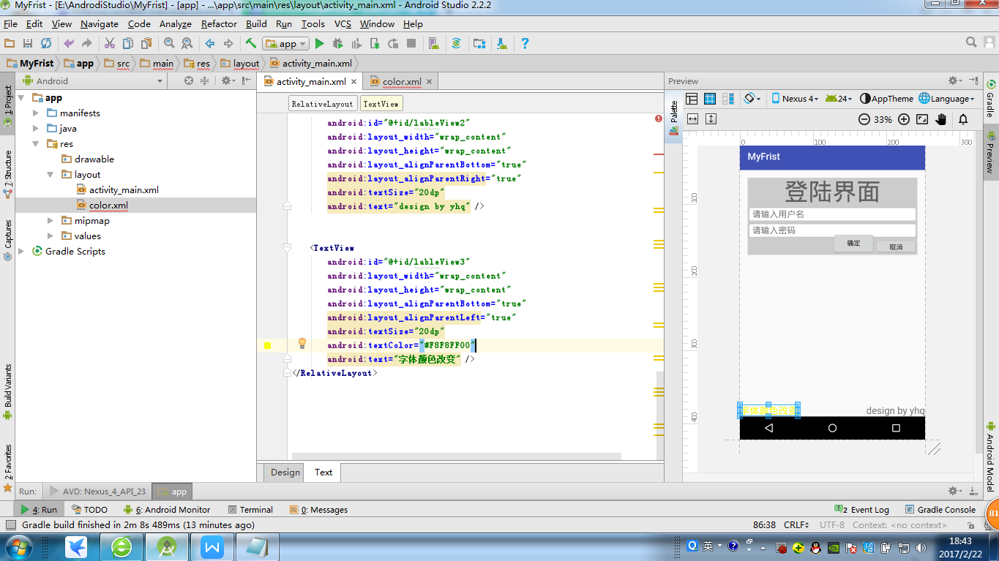 MyFrist - [E:\AndrodiStudio\MyFrist] - [app] - ...\app\src\main\res\layout\activity_main.xml - Android Studio 2.2.2
File Edit View Navigate Code Analyze Refactor Build Run Tools VCS Window Help
app
MyFrist app src main res layout activity_main.xml
Android
activity_main.xml
color.xml
Preview
1: Project
7: Structure
Captures
Build Variants
2: Favorites
app
manifests
java
res
drawable
layout
activity_main.xml
color.xml
mipmap
values
Gradle Scripts
RelativeLayout TextView
android:id="@+id/lableView2"
android:layout_width="wrap_content"
android:layout_height="wrap_content"
android:layout_alignParentBottom="true"
android:layout_alignParentRight="true"
android:textSize="20dp"
android:text="design by yhq" />
<TextView
android:id="@+id/lableView3"
android:layout_width="wrap_content"
android:layout_height="wrap_content"
android:layout_alignParentBottom="true"
android:layout_alignParentLeft="true"
android:textSize="20dp"
android:textColor="#F8F8FF00"
android:text="字体颜色改变" />
</RelativeLayout>
Design Text
Palette
Nexus 4 24 AppTheme Language
33%
0 100 200 300
100
200
300
400
MyFrist
登陆界面
请输入用户名
请输入密码
确定
取消
字体颜色改变
design by yhq
Gradle
Preview
Android Model
Run: AVD: Nexus_4_API_23 app
4: Run TODO 6: Android Monitor Terminal 0: Messages 2 Event Log Gradle Console
81
Gradle build finished in 2m 8s 489ms (13 minutes ago) 86:38 CRLF UTF-8 Context: <no context>
英
18:43
2017/2/22